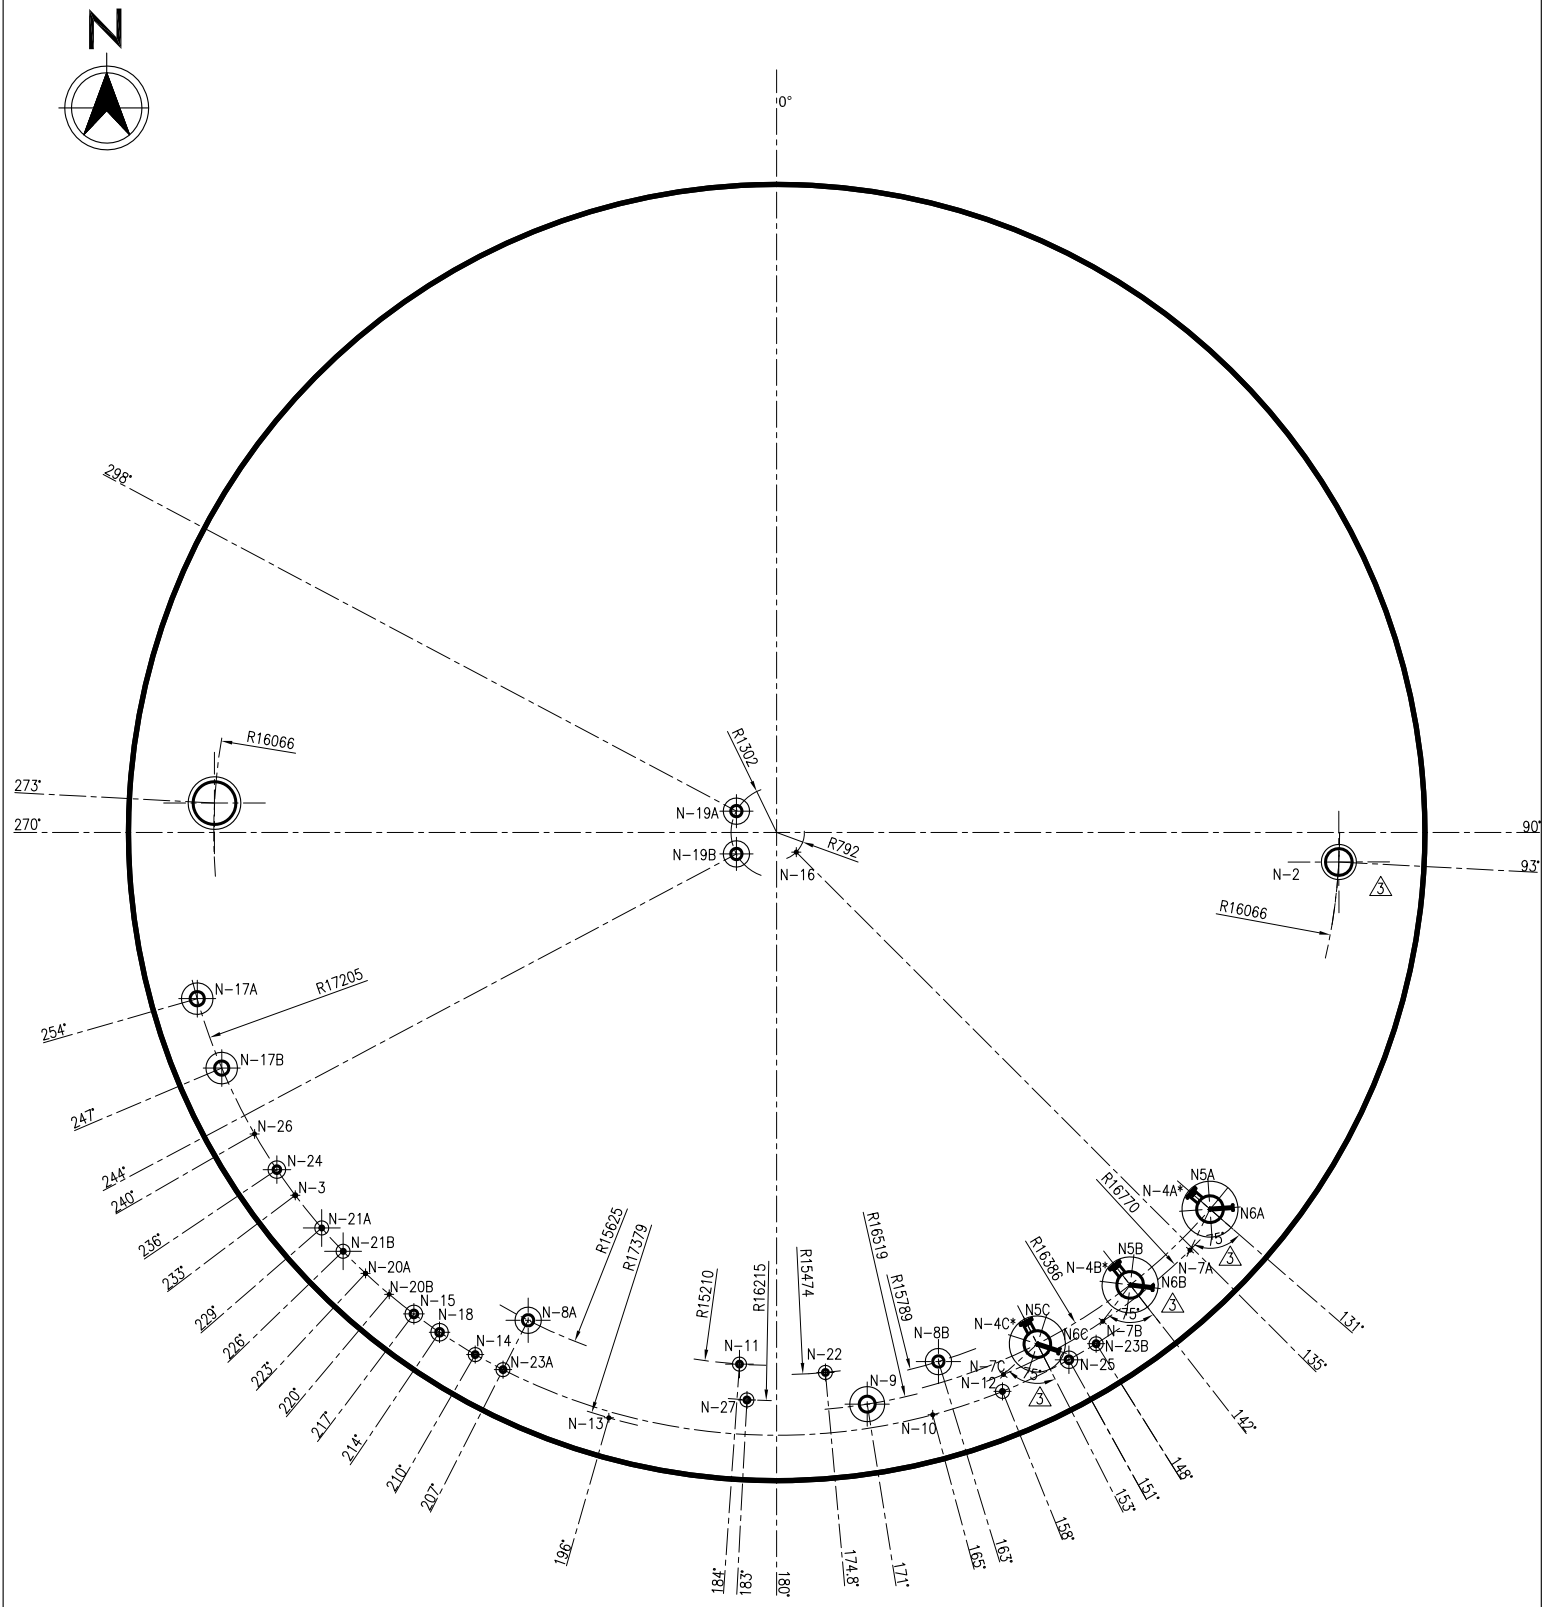 N
0°
298°
R16066
R1302
273°
N-19A
270°
90°
R792
N-19B
93°
N-16
N-2
3
R16066
R17205
N-17A
254°
N-17B
247°
N-26
N-24
244°
N-3
240°
R16770
N5A
N-4A*
N6A
N-21A
R15625
R17379
R16519
236°
N-21B
R16386
75°
3
N5B
N-4B*
N-7A
233°
N-20A
R15210
R16215
R15474
R15789
N6B
N-20B
3
N-15
N-18
N-8A
N5C
75°
229°
N-4C*
N6C
N-7B
131°
226°
N-14
N-11
N-22
N-8B
N-23B
N-25
135°
223°
N-23A
N-7C
75°
N-9
N-12
3
220°
N-27
217°
N-13
N-10
142°
214°
210°
148°
207°
151°
153°
158°
196°
163°
165°
174.8°
171°
184°
183°
180°